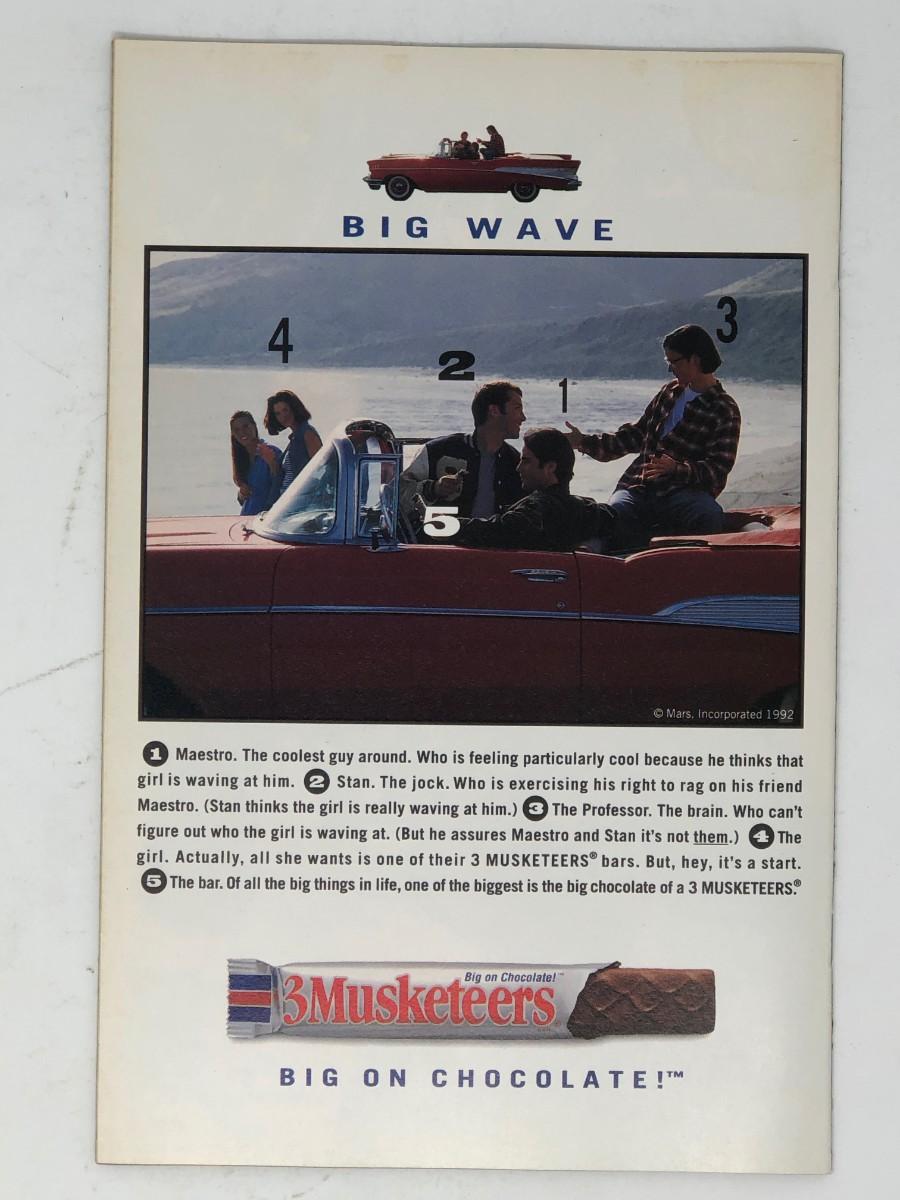 BIG WAVE
4
3
2
1
5
© Mars, Incorporated 1992
1 Maestro. The coolest guy around. Who is feeling particularly cool because he thinks that
girl is waving at him. 2 Stan. The jock. Who is exercising his right to rag on his friend
Maestro. (Stan thinks the girl is really waving at him.) 3 The Professor. The brain. Who can't
figure out who the girl is waving at. (But he assures Maestro and Stan it's not them.) 4 The
girl. Actually, all she wants is one of their 3 MUSKETEERS® bars. But, hey, it's a start.
5 The bar. Of all the big things in life, one of the biggest is the big chocolate of a 3 MUSKETEERS.®
Big on Chocolate!™
3Musketeers
BIG ON CHOCOLATE!™